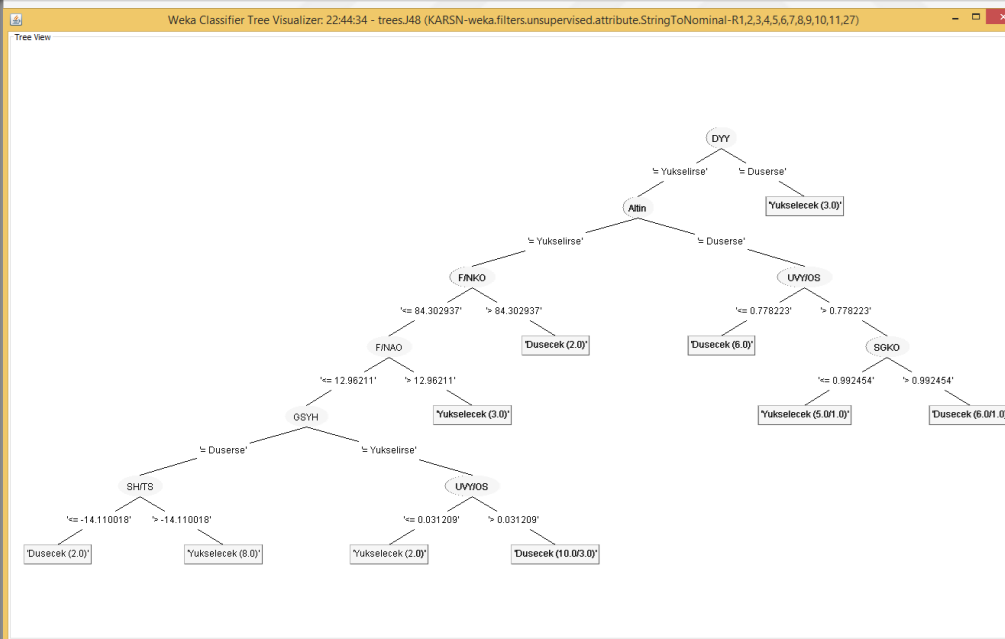 Weka Classifier Tree Visualizer: 22:44:34 - trees.J48 (KARSN-weka.filters.unsupervised.attribute.StringToNominal-R1,2,3,4,5,6,7,8,9,10,11,27)
Tree View
DYY
'= Yukselirse' '= Duserse'
Altin 'Yukselecek (3.0)'
'= Yukselirse' '= Duserse'
F/NKO UVY/OS
'<= 84.302937' '> 84.302937' '<= 0.778223' '> 0.778223'
F/NAO 'Dusecek (2.0)' 'Dusecek (6.0)' SGKO
'<= 12.96211' '> 12.96211' '<= 0.992454' '> 0.992454'
GSYH 'Yukselecek (3.0)' 'Yukselecek (5.0/1.0)' 'Dusecek (6.0/1.0)
'= Duserse' '= Yukselirse'
SH/TS UVY/OS
'<= -14.110018' '> -14.110018' '<= 0.031209' '> 0.031209'
'Dusecek (2.0)' 'Yukselecek (8.0)' 'Yukselecek (2.0)' 'Dusecek (10.0/3.0)'